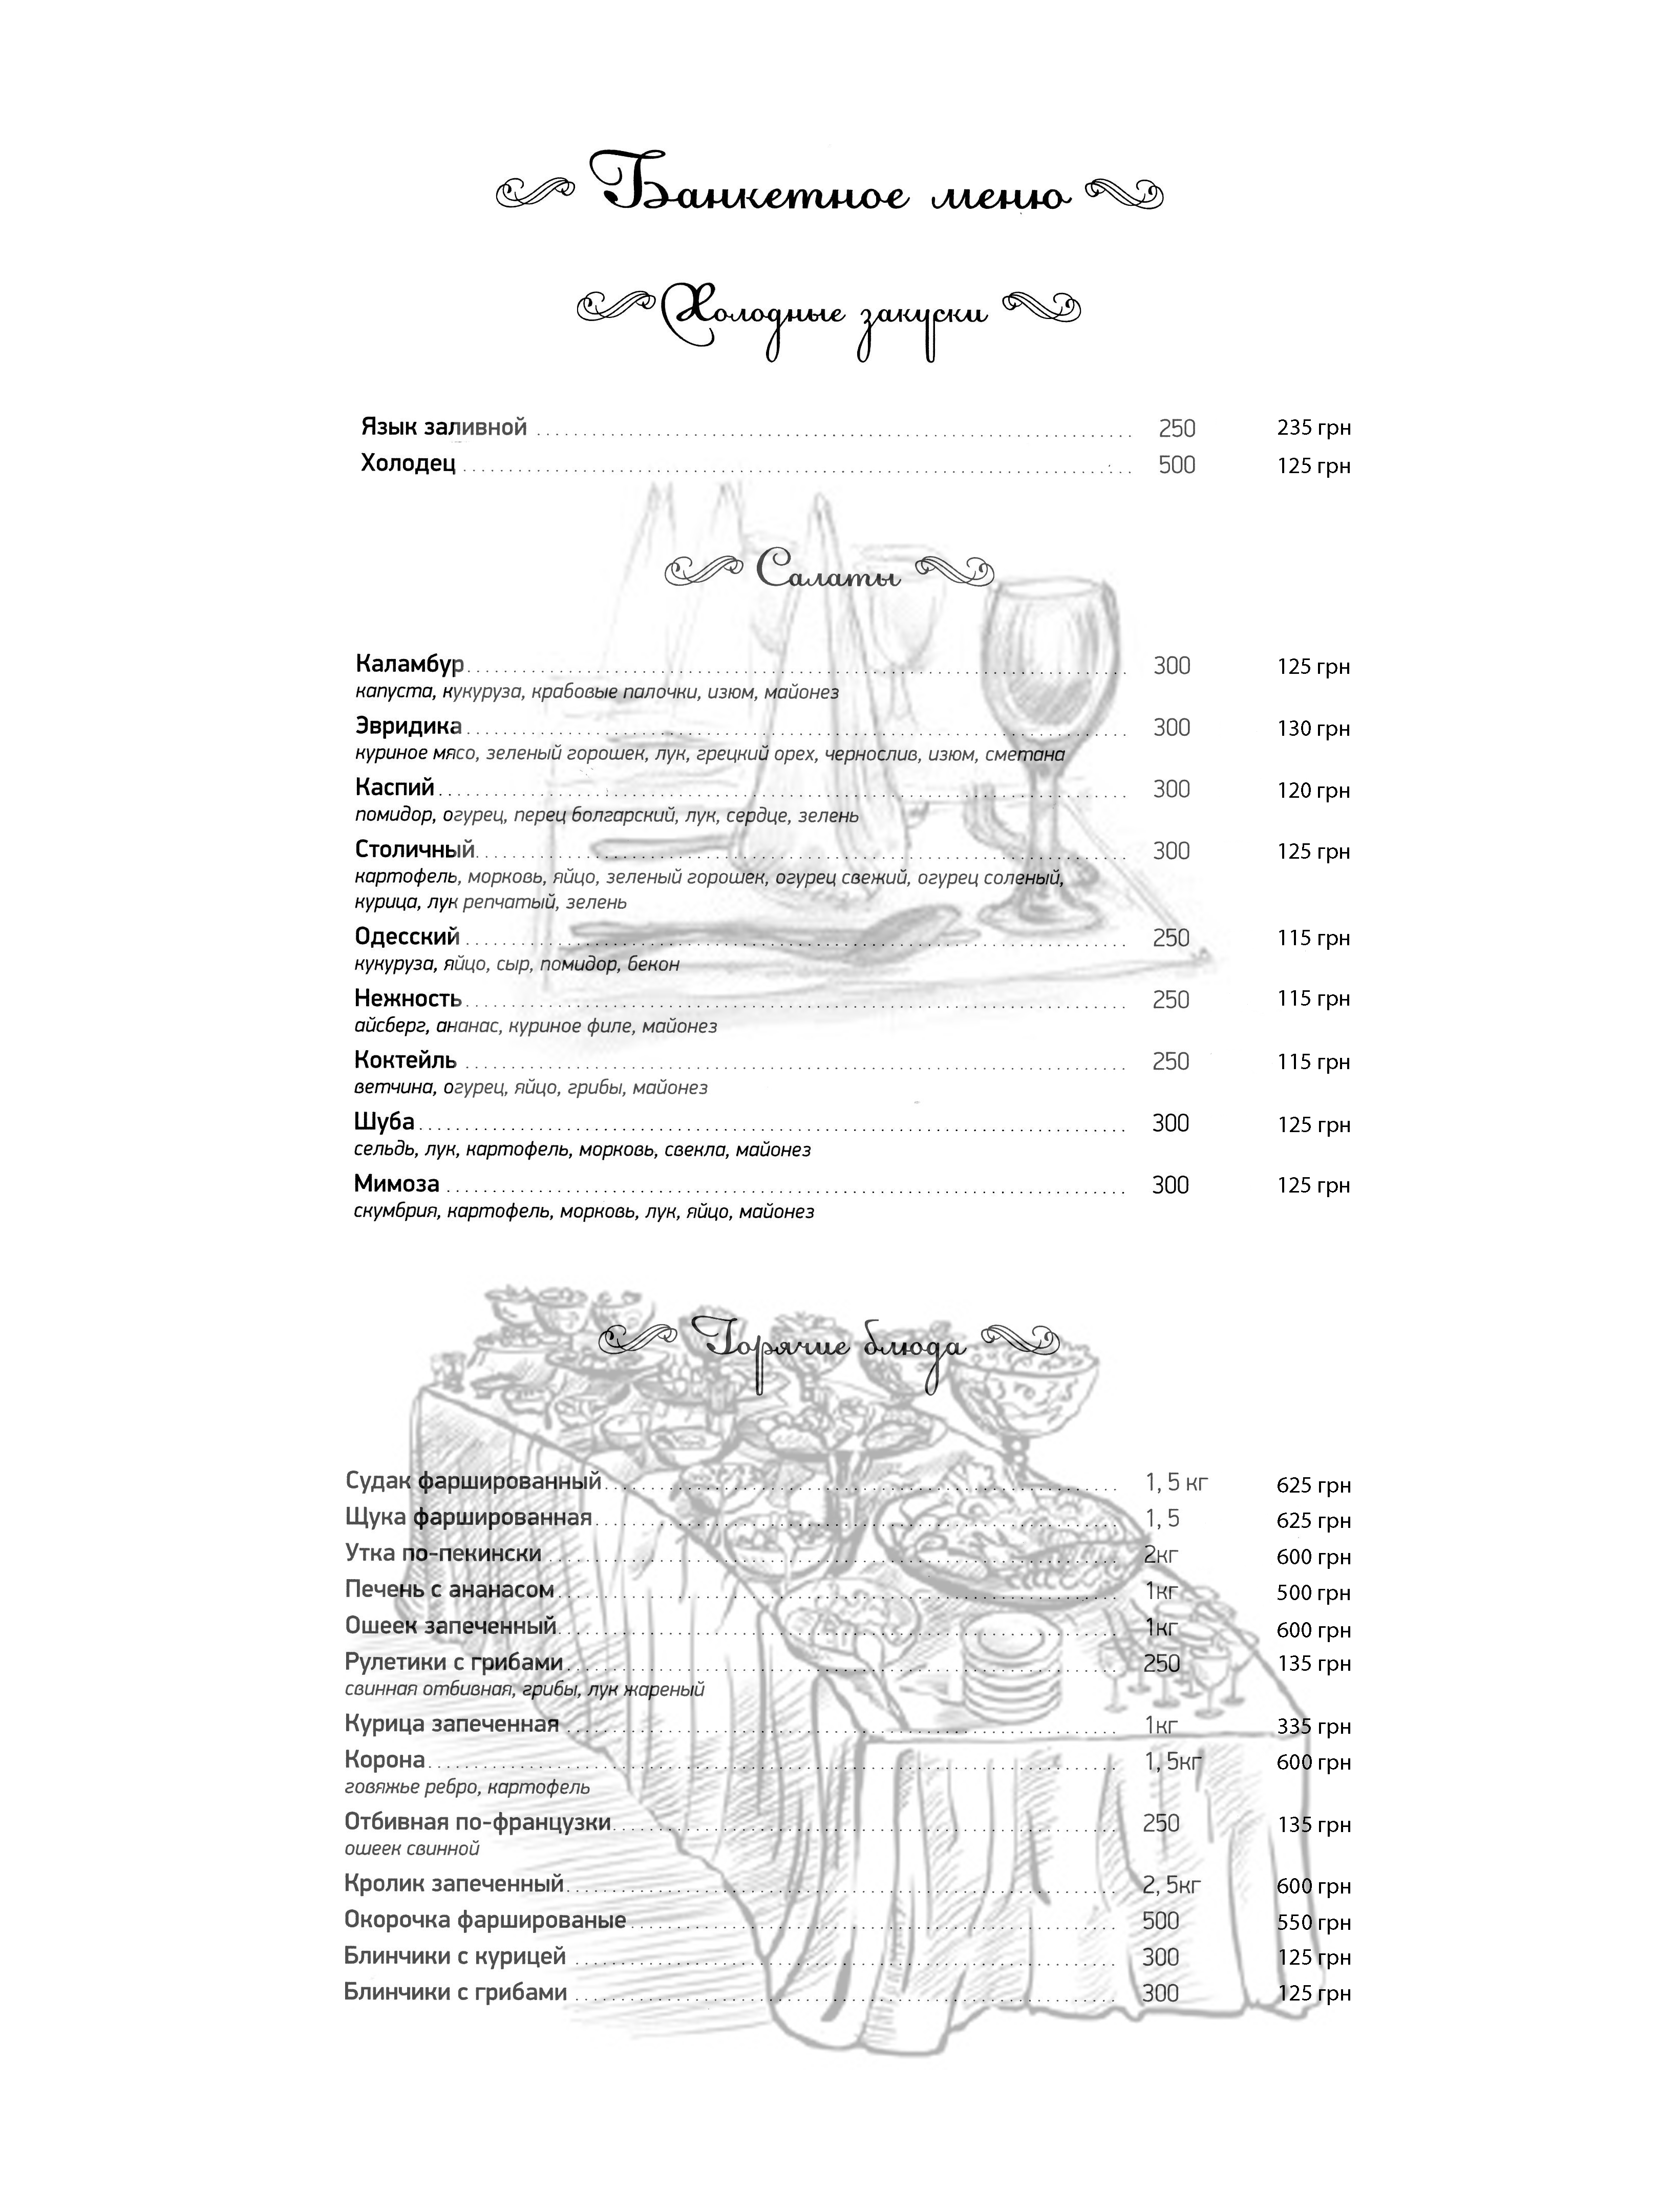 Банкетное меню
Холодные закуски
Язык заливной 250 235 грн
Холодец 500 125 грн
Салаты
Каламбур 300 125 грн
капуста, кукуруза, крабовые палочки, изюм, майонез
Эвридика 300 130 грн
куриное мясо, зеленый горошек, лук, грецкий орех, чернослив, изюм, сметана
Каспий 300 120 грн
помидор, огурец, перец болгарский, лук, сердце, зелень
Столичный 300 125 грн
картофель, морковь, яйцо, зеленый горошек, огурец свежий, огурец соленый,
курица, лук репчатый, зелень
Одесский 250 115 грн
кукуруза, яйцо, сыр, помидор, бекон
Нежность 250 115 грн
айсберг, ананас, куриное филе, майонез
Коктейль 250 115 грн
ветчина, огурец, яйцо, грибы, майонез
Шуба 300 125 грн
сельдь, лук, картофель, морковь, свекла, майонез
Мимоза 300 125 грн
скумбрия, картофель, морковь, лук, яйцо, майонез
Горячие блюда
Судак фаршированный 1, 5 кг 625 грн
Щука фаршированная 1, 5 625 грн
Утка по-пекински 2кг 600 грн
Печень с ананасом 1кг 500 грн
Ошеек запеченный 1кг 600 грн
Рулетики с грибами 250 135 грн
свинная отбивная, грибы, лук жареный
Курица запеченная 1кг 335 грн
Корона 1, 5кг 600 грн
говяжье ребро, картофель
Отбивная по-французки 250 135 грн
ошеек свинной
Кролик запеченный 2, 5кг 600 грн
Окорочка фаршированые 500 550 грн
Блинчики с курицей 300 125 грн
Блинчики с грибами 300 125 грн